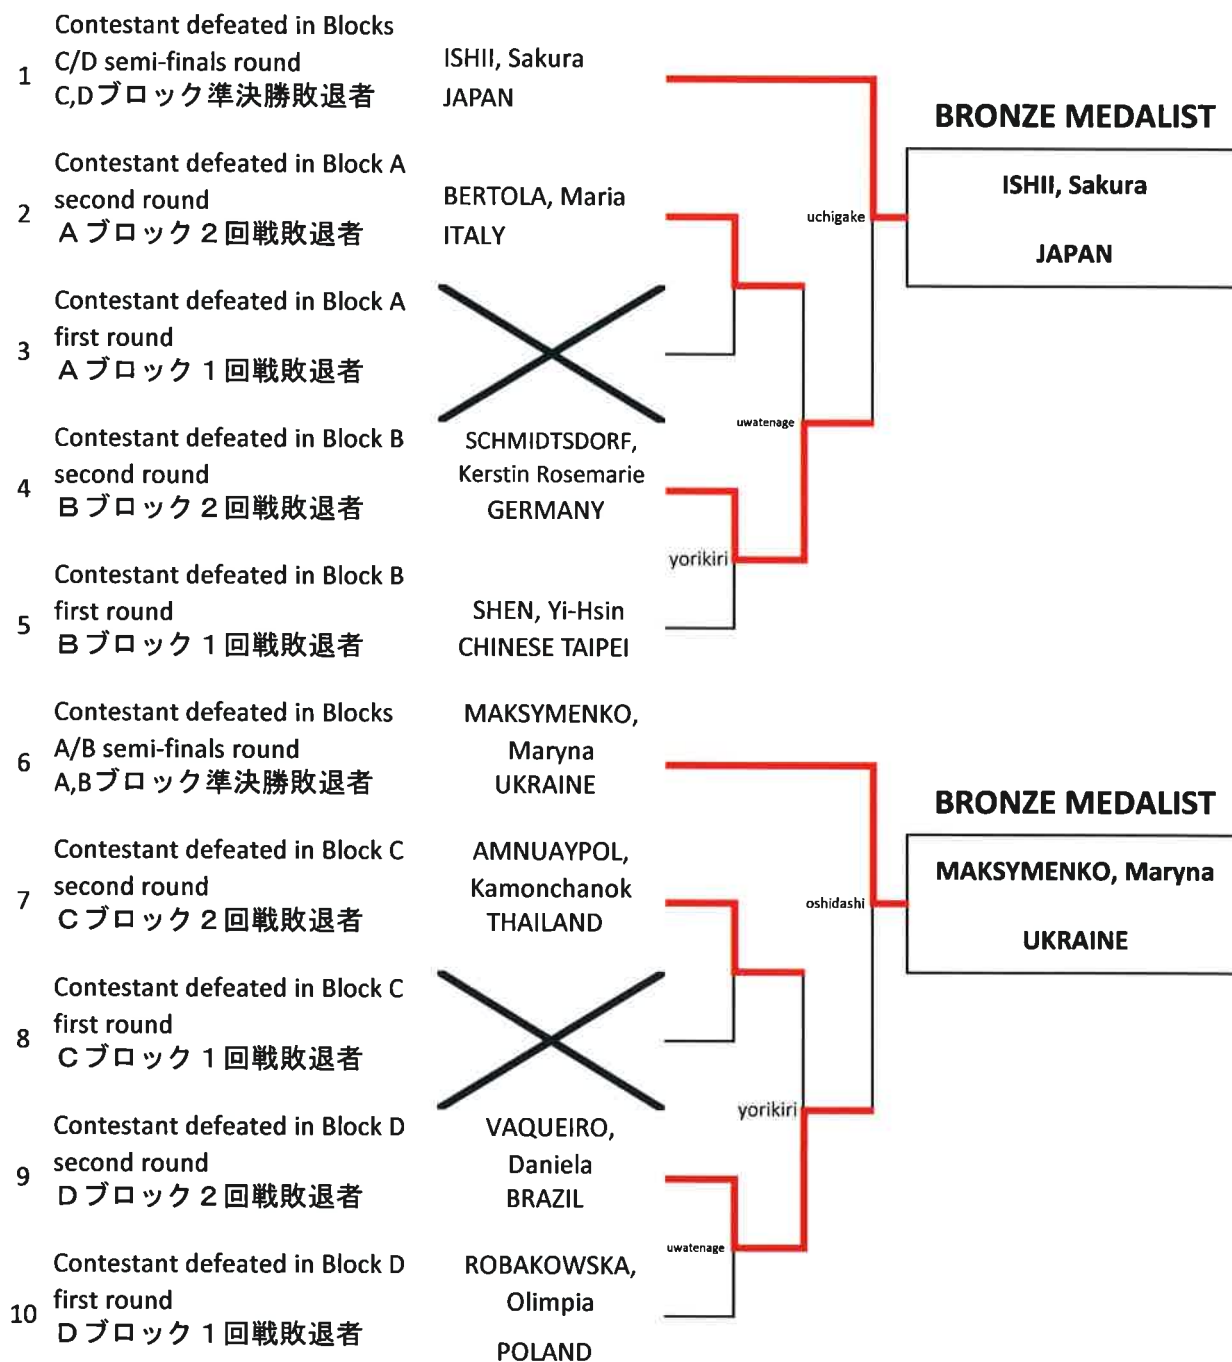 1
Contestant defeated in Blocks
C/D semi-finals round
C,Dブロック準決勝敗退者
ISHII, Sakura
JAPAN
2
Contestant defeated in Block A
second round
Ａブロック２回戦敗退者
BERTOLA, Maria
ITALY
3
Contestant defeated in Block A
first round
Ａブロック１回戦敗退者
4
Contestant defeated in Block B
second round
Ｂブロック２回戦敗退者
SCHMIDTSDORF,
Kerstin Rosemarie
GERMANY
5
Contestant defeated in Block B
first round
Ｂブロック１回戦敗退者
SHEN, Yi-Hsin
CHINESE TAIPEI
uchigake
uwatenage
yorikiri
BRONZE MEDALIST
ISHII, Sakura
JAPAN
6
Contestant defeated in Blocks
A/B semi-finals round
A,Bブロック準決勝敗退者
MAKSYMENKO,
Maryna
UKRAINE
7
Contestant defeated in Block C
second round
Ｃブロック２回戦敗退者
AMNUAYPOL,
Kamonchanok
THAILAND
8
Contestant defeated in Block C
first round
Ｃブロック１回戦敗退者
9
Contestant defeated in Block D
second round
Ｄブロック２回戦敗退者
VAQUEIRO,
Daniela
BRAZIL
10
Contestant defeated in Block D
first round
Ｄブロック１回戦敗退者
ROBAKOWSKA,
Olimpia
POLAND
oshidashi
yorikiri
uwatenage
BRONZE MEDALIST
MAKSYMENKO, Maryna
UKRAINE